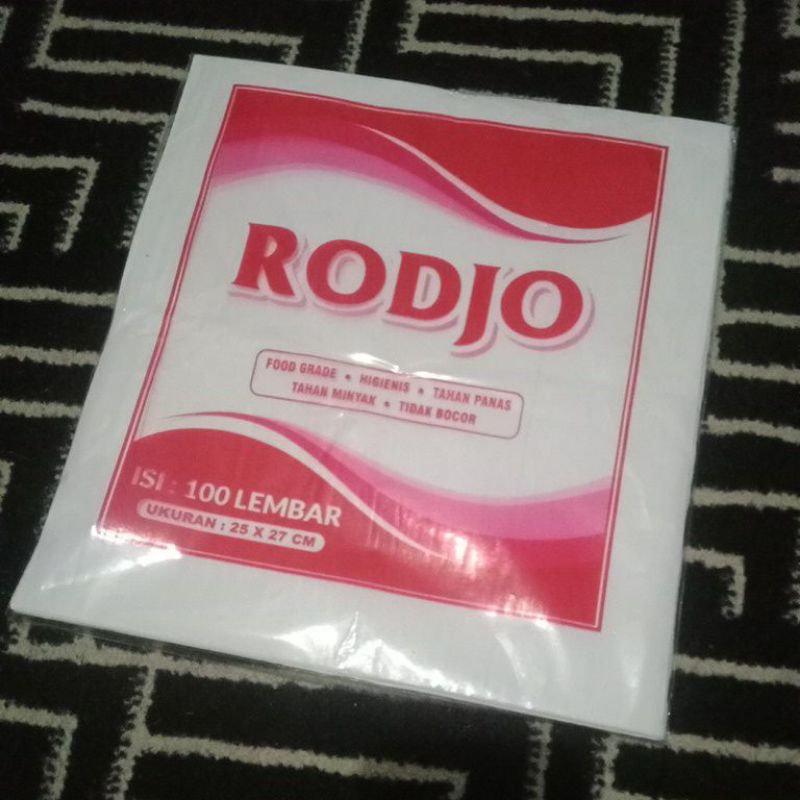 RODJO
FOOD GRADE • HIGIENIS • TAHAN PANAS
TAHAN MINYAK • TIDAK BOCOR
ISI : 100 LEMBAR
UKURAN : 25 X 27 CM